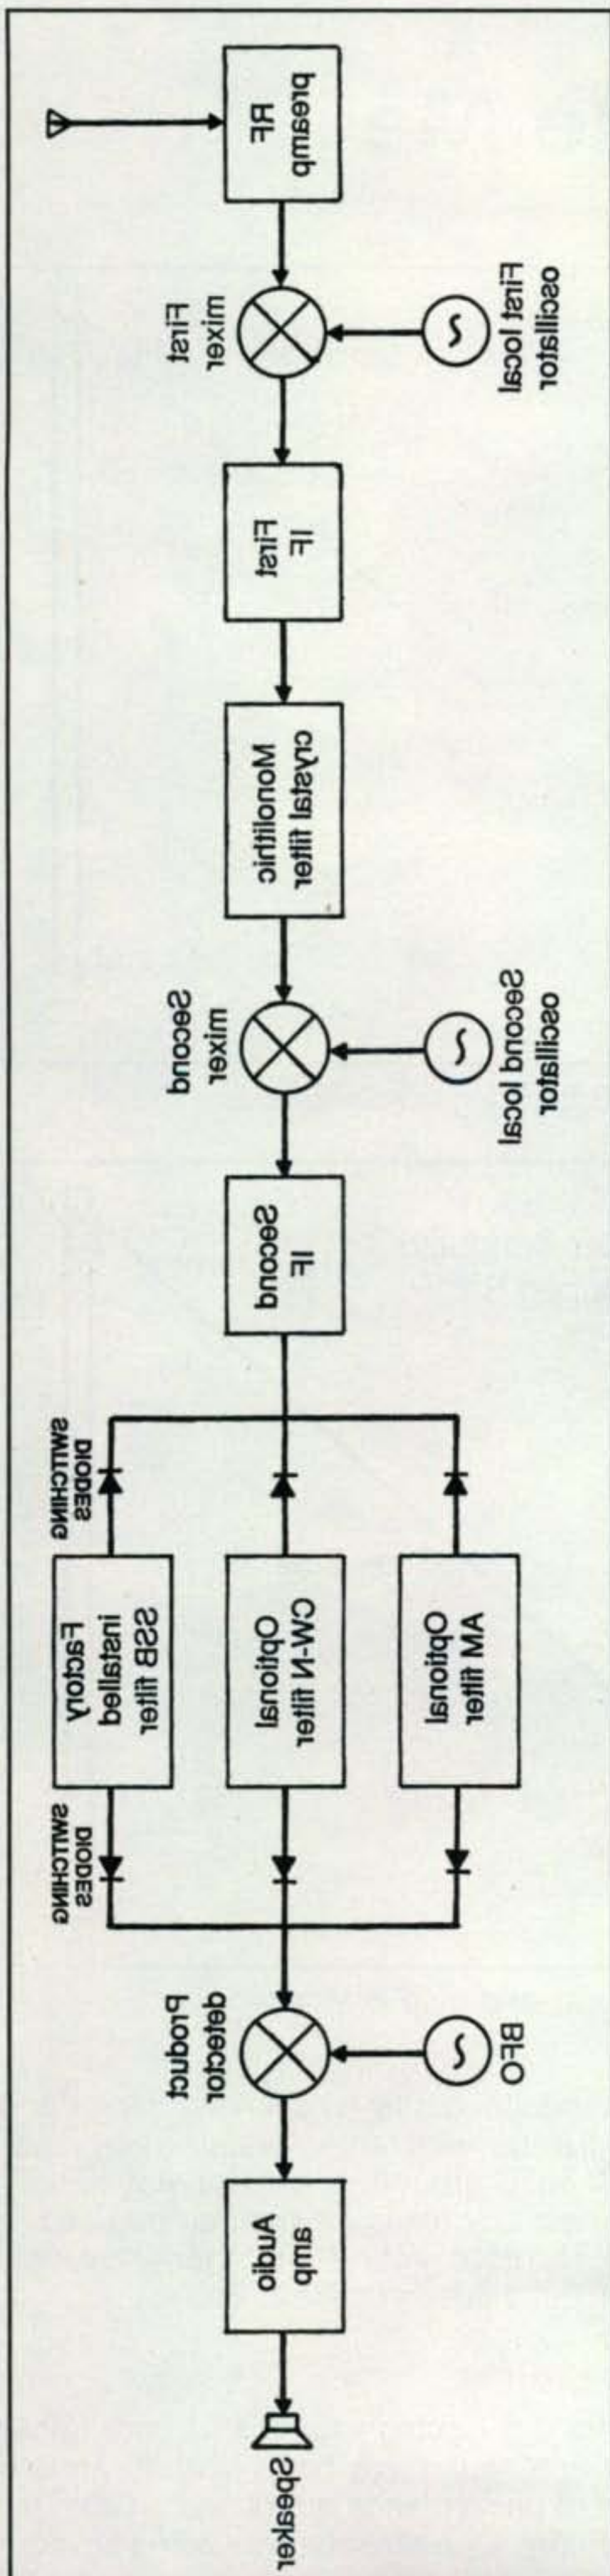 RF
preamp
First local
oscillator
First
mixer
First
IF
Monolithic
crystal filter
Second local
oscillator
Second
mixer
Second
IF
SWITCHING
DIODES
Optional
AM filter
Optional
CW-N filter
Factory
installed
SSB filter
SWITCHING
DIODES
BFO
Product
detector
Audio
amp
Speaker